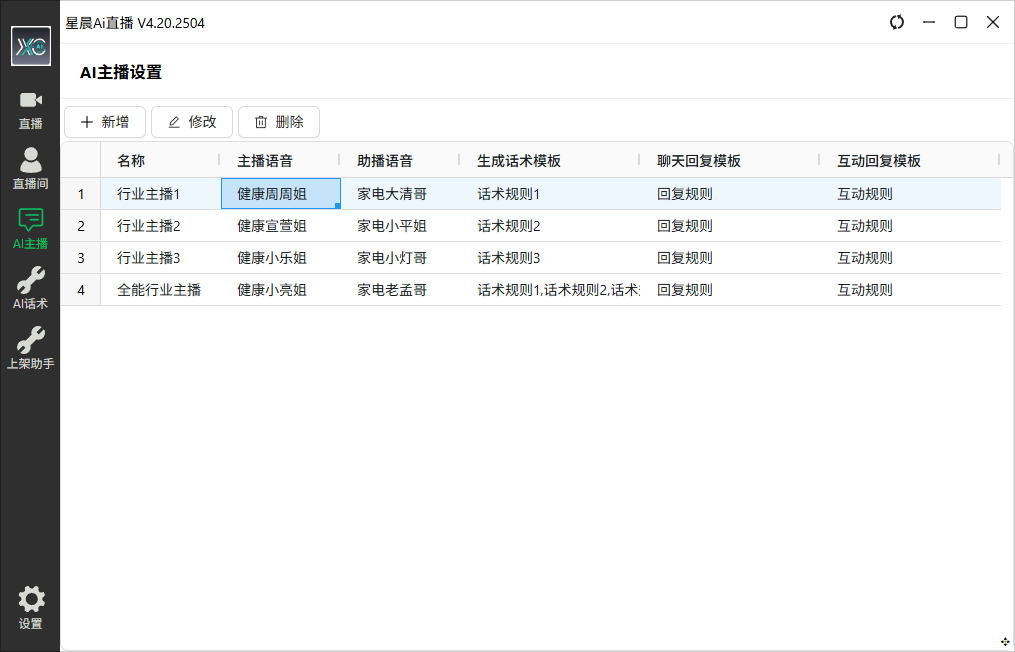 星晨Ai直播 V4.20.2504
XC AI
AI主播设置
直播
直播间
AI主播
AI话术
上架助手
设置
新增 修改 删除
名称 主播语音 助播语音 生成话术模板 聊天回复模板 互动回复模板
1 行业主播1 健康周周姐 家电大清哥 话术规则1 回复规则 互动规则
2 行业主播2 健康宣萱姐 家电小平姐 话术规则2 回复规则 互动规则
3 行业主播3 健康小乐姐 家电小灯哥 话术规则3 回复规则 互动规则
4 全能行业主播 健康小亮姐 家电老孟哥 话术规则1,话术规则2,话术 回复规则 互动规则